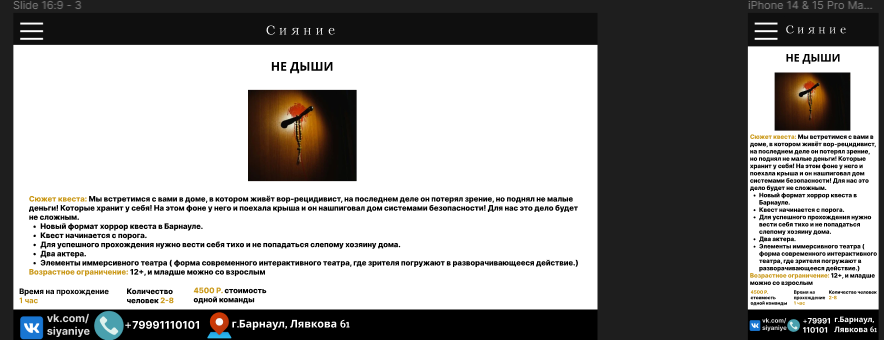 Slide 16:9 - 3
Сияние
НЕ ДЫШИ
Сюжет квеста: Мы встретимся с вами в доме, в котором живёт вор-рецидивист, на последнем деле он потерял зрение, но поднял не малые
деньги! Которые хранит у себя! На этом фоне у него и поехала крыша и он нашпиговал дом системами безопасности! Для нас это дело будет
не сложным.
• Новый формат хоррор квеста в Барнауле.
• Квест начинается с порога.
• Для успешного прохождения нужно вести себя тихо и не попадаться слепому хозяину дома.
• Два актера.
• Элементы иммерсивного театра ( форма современного интерактивного театра, где зрителя погружают в разворачивающееся действие.)
Возрастное ограничение: 12+, и младше можно со взрослым
Время на прохождение
1 час
Количество
человек 2-8
4500 Р. стоимость
одной команды
vk.com/
siyaniye
+79991110101
г.Барнаул, Лявкова 61
iPhone 14 & 15 Pro Ma...
Сияние
НЕ ДЫШИ
Сюжет квеста: Мы встретимся с вами в
доме, в котором живёт вор-рецидивист,
на последнем деле он потерял зрение,
но поднял не малые деньги! Которые
хранит у себя! На этом фоне у него и
поехала крыша и он нашпиговал дом
системами безопасности! Для нас это
дело будет не сложным.
• Новый формат хоррор квеста в
Барнауле.
• Квест начинается с порога.
• Для успешного прохождения нужно
вести себя тихо и не попадаться
слепому хозяину дома.
• Два актера.
• Элементы иммерсивного театра (
форма современного интерактивного
театра, где зрителя погружают в
разворачивающееся действие.)
Возрастное ограничение: 12+, и младше
можно со взрослым
4500 Р.
стоимость
одной команды
Время на
прохождение
1 час
Количество человек
2-8
vk.com/
siyaniye
+79991
110101
г.Барнаул,
Лявкова 61